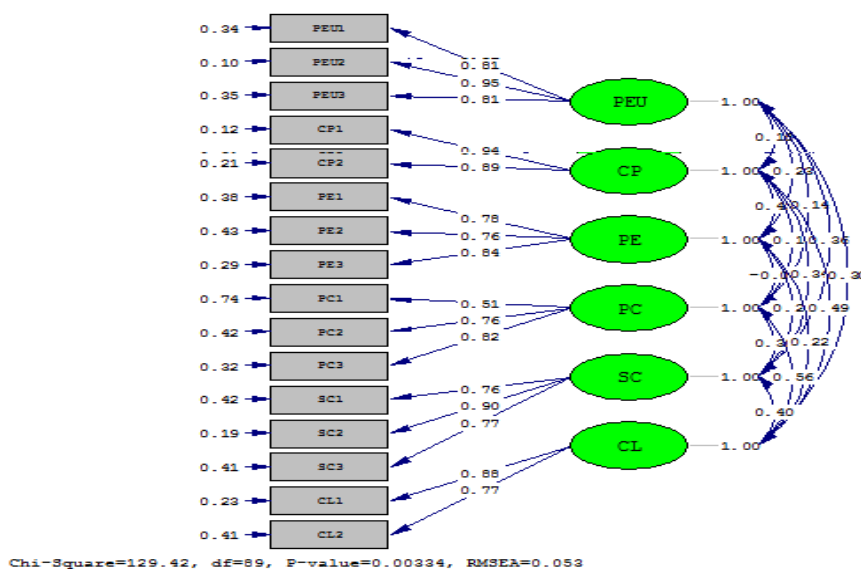 0.34 PEU1
0.81
0.10 PEU2
0.95
0.35 PEU3
0.81
PEU 1.00
0.12 CP1
0.94
0.21 CP2
0.89
CP 1.00 0.23
0.38 PE1
0.78
0.14
0.43 PE2
0.76
PE 1.00 0.36
0.29 PE3
0.84
0.74 PC1
0.51
0.42 PC2
0.76
PC 1.00 0.49
0.32 PC3
0.82
0.22
0.42 SC1
0.76
SC 1.00 0.56
0.19 SC2
0.90
0.40
0.41 SC3
0.77
CL 1.00
0.23 CL1
0.88
0.41 CL2
0.77
Chi-Square=129.42, df=89, P-value=0.00334, RMSEA=0.053